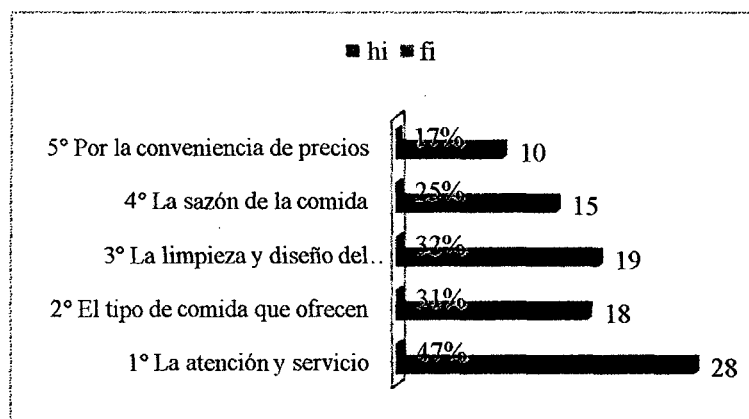 ■ hi ■ fi
5° Por la conveniencia de precios 17% 10
4° La sazón de la comida 25% 15
3° La limpieza y diseño del.. 32% 19
2° El tipo de comida que ofrecen 31% 18
1° La atención y servicio 47% 28